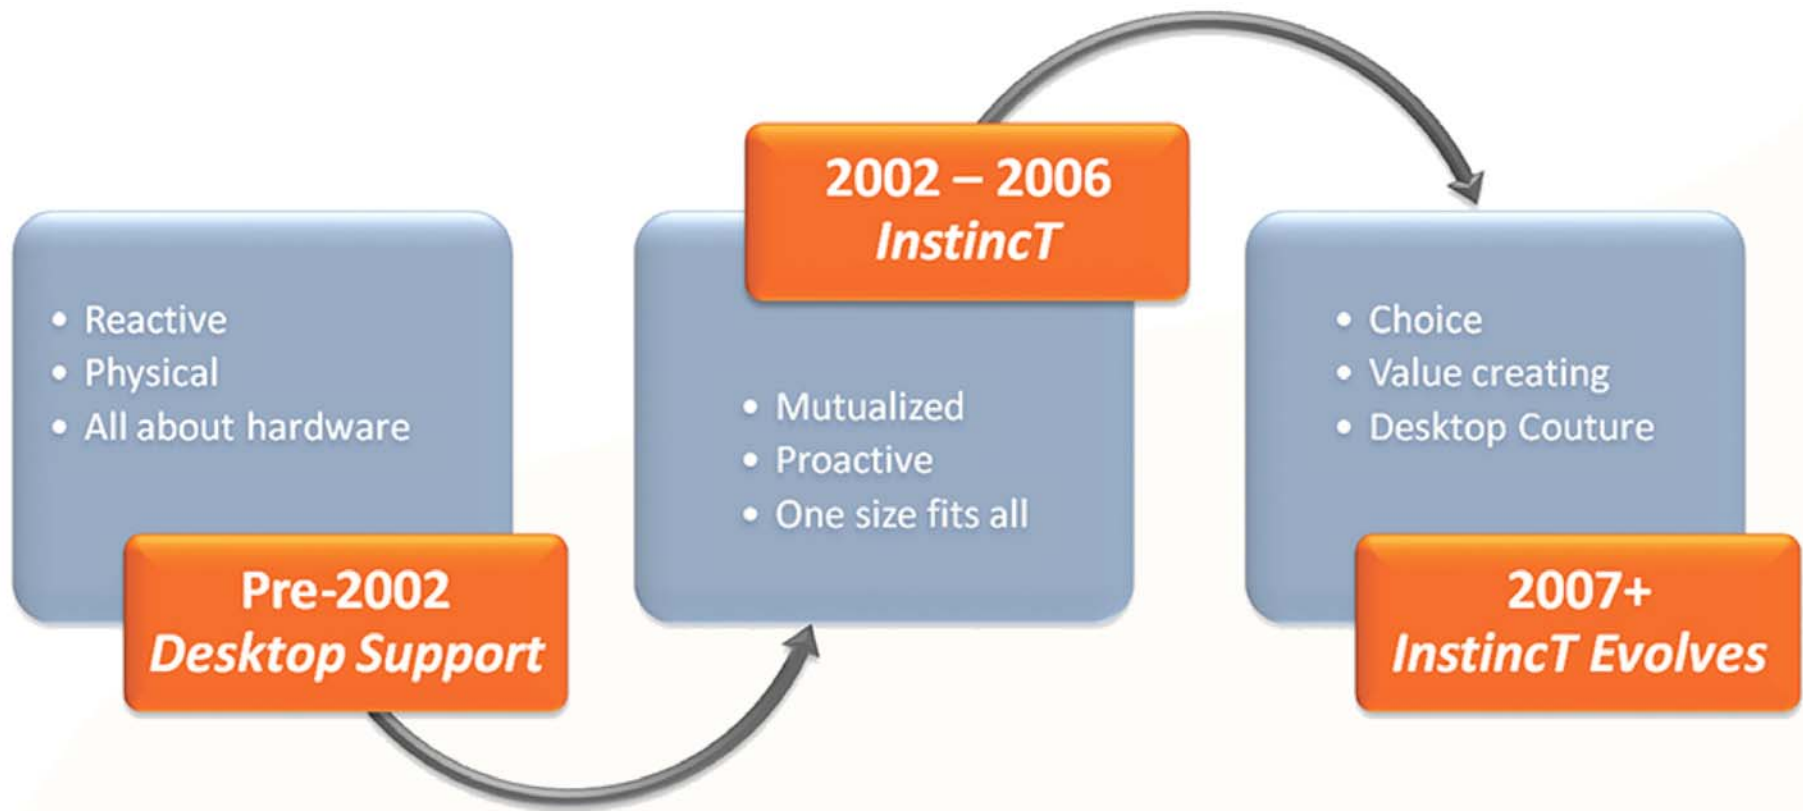 • Reactive
• Physical
• All about hardware
Pre-2002
Desktop Support
2002 – 2006
InstincT
• Mutualized
• Proactive
• One size fits all
• Choice
• Value creating
• Desktop Couture
2007+
InstincT Evolves